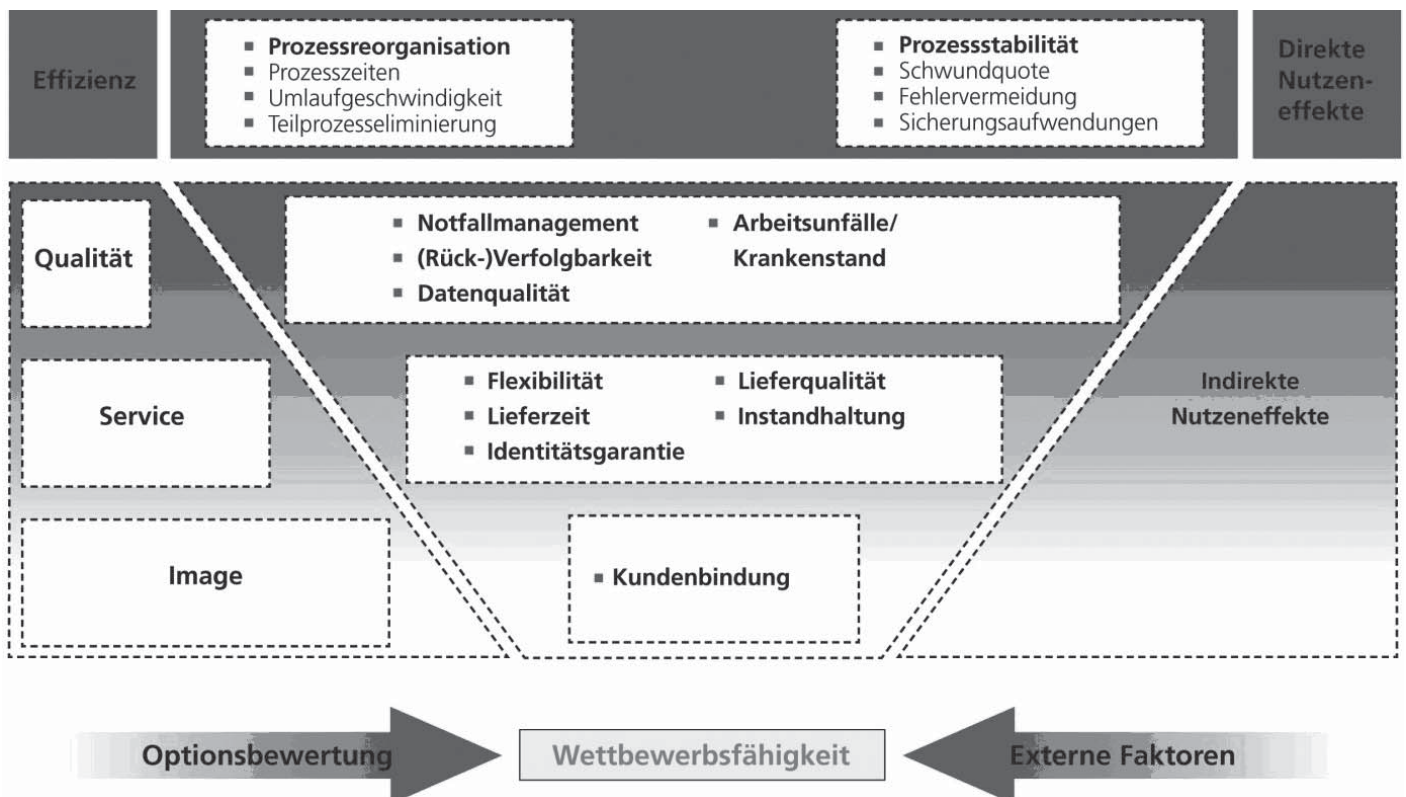 Effizienz
■ Prozessreorganisation
■ Prozesszeiten
■ Umlaufgeschwindigkeit
■ Teilprozesseliminierung
■ Prozessstabilität
■ Schwundquote
■ Fehlervermeidung
■ Sicherungsaufwendungen
Direkte
Nutzen-
effekte
Qualität
■ Notfallmanagement
■ (Rück-)Verfolgbarkeit
■ Datenqualität
■ Arbeitsunfälle/
Krankenstand
Service
■ Flexibilität
■ Lieferzeit
■ Identitätsgarantie
■ Lieferqualität
■ Instandhaltung
Indirekte
Nutzeneffekte
Image
■ Kundenbindung
Optionsbewertung
Wettbewerbsfähigkeit
Externe Faktoren